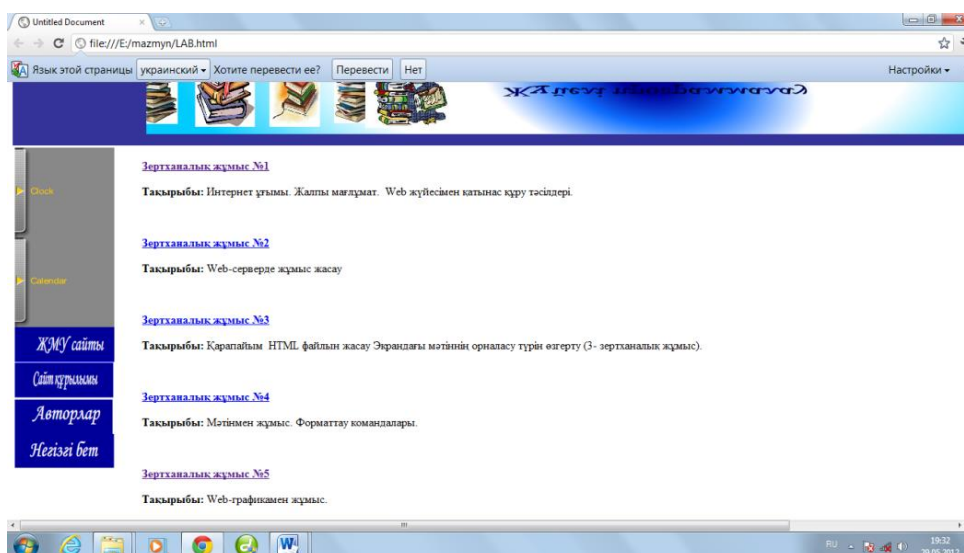 Untitled Document
file:///E:/mazmyn/LAB.html
Язык этой страницы украинский Хотите перевести ее? Перевести Нет Настройки
Зертханалық жұмыс №1
Тақырыбы: Интернет ұғымы. Жалпы мағлұмат. Web жүйесімен қатынас құру тәсілдері.
Clock
Зертханалық жұмыс №2
Тақырыбы: Web-серверде жұмыс жасау
Calendar
Зертханалық жұмыс №3
ЖМУ сайты
Тақырыбы: Қарапайым HTML файлын жасау Экрандағы мәтіннің орналасу түрін өзгерту (3- зертханалық жұмыс).
Сайт құрылымы
Зертханалық жұмыс №4
Авторлар
Тақырыбы: Мәтінмен жұмыс. Форматтау командалары.
Негізгі бет
Зертханалық жұмыс №5
Тақырыбы: Web-графикамен жұмыс.
RU
19:32